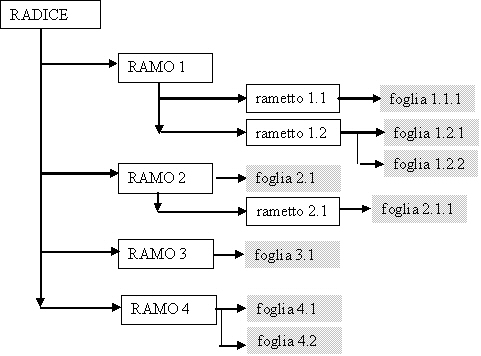 RADICE
RAMO 1
rametto 1.1
foglia 1.1.1
rametto 1.2
foglia 1.2.1
foglia 1.2.2
RAMO 2
foglia 2.1
rametto 2.1
foglia 2.1.1
RAMO 3
foglia 3.1
RAMO 4
foglia 4.1
foglia 4.2